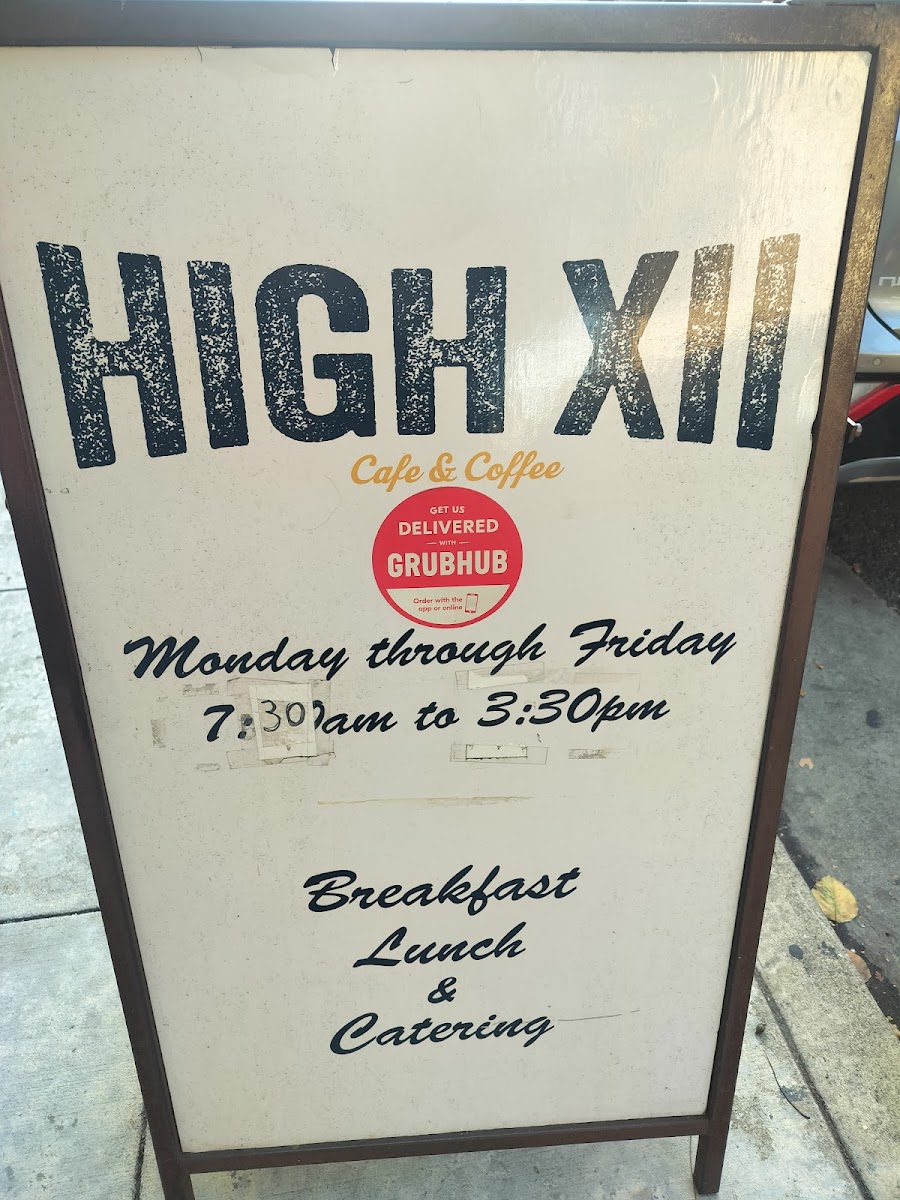 HIGH XII
Cafe & Coffee
GET US
DELIVERED
WITH
GRUBHUB
Order with the
app or online
Monday through Friday
7:30am to 3:30pm
Breakfast
Lunch
&
Catering